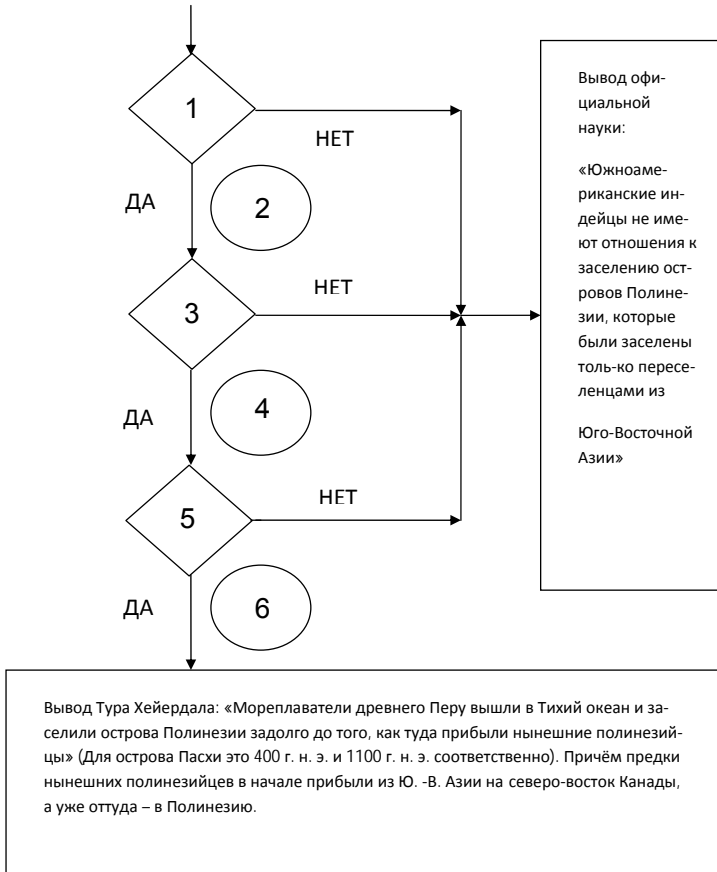 1
НЕТ
ДА
2
3
НЕТ
ДА
4
5
НЕТ
ДА
6
Вывод офи-
циальной
науки:
«Южноаме-
риканские ин-
дейцы не име-
ют отношения к
заселению ост-
ровов Полине-
зии, которые
были заселены
толь-ко пересе-
ленцами из
Юго-Восточной
Азии»
Вывод Тура Хейердала: «Мореплаватели древнего Перу вышли в Тихий океан и за-
селили острова Полинезии задолго до того, как туда прибыли нынешние полинезий-
цы» (Для острова Пасхи это 400 г. н. э. и 1100 г. н. э. соответственно). Причём предки
нынешних полинезийцев в начале прибыли из Ю. -В. Азии на северо-восток Канады,
а уже оттуда – в Полинезию.